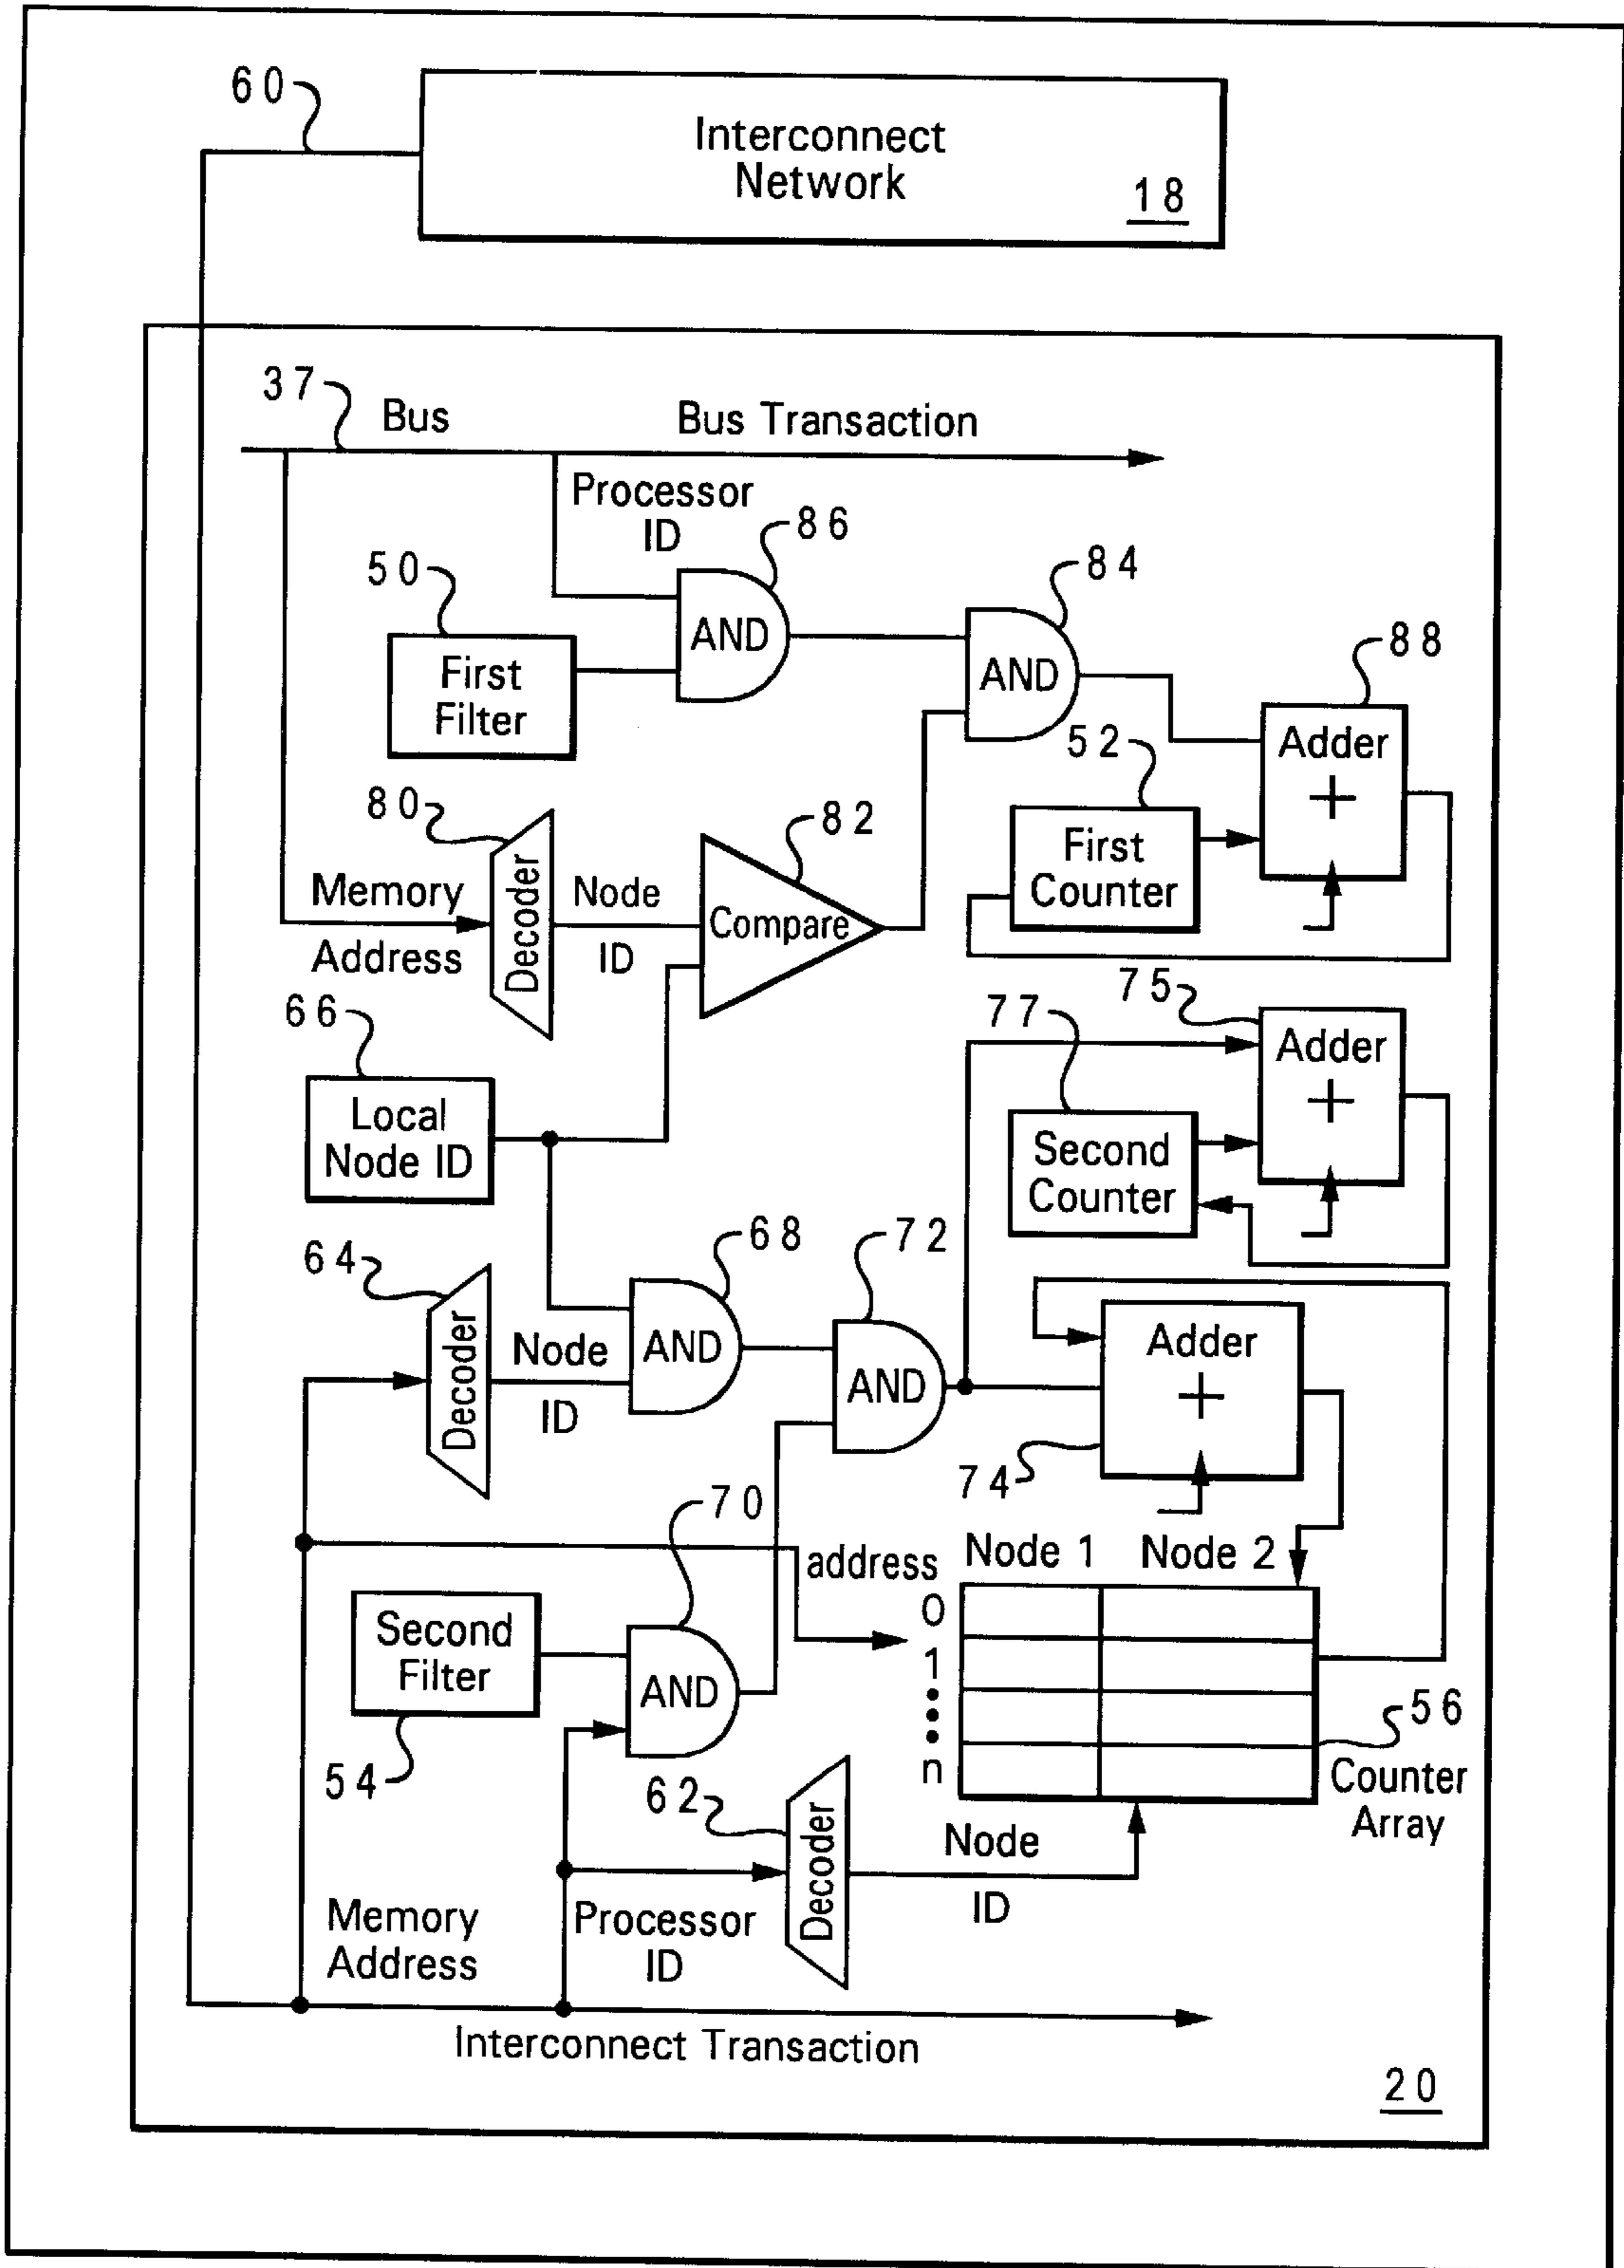 60
Interconnect
Network
18
37
Bus
Bus Transaction
Processor
ID
86
50
AND
84
First
Filter
AND
88
52
Adder
+
80
82
First
Counter
Memory
Address
Decoder
Node
ID
Compare
66
77
75
Adder
+
Local
Node ID
Second
Counter
64
68
72
Decoder
Node
ID
AND
AND
Adder
+
74
70
address
Node 1
Node 2
0
1
n
Second
Filter
AND
54
56
Counter
Array
62
Decoder
Node
ID
Memory
Address
Processor
ID
Interconnect Transaction
20